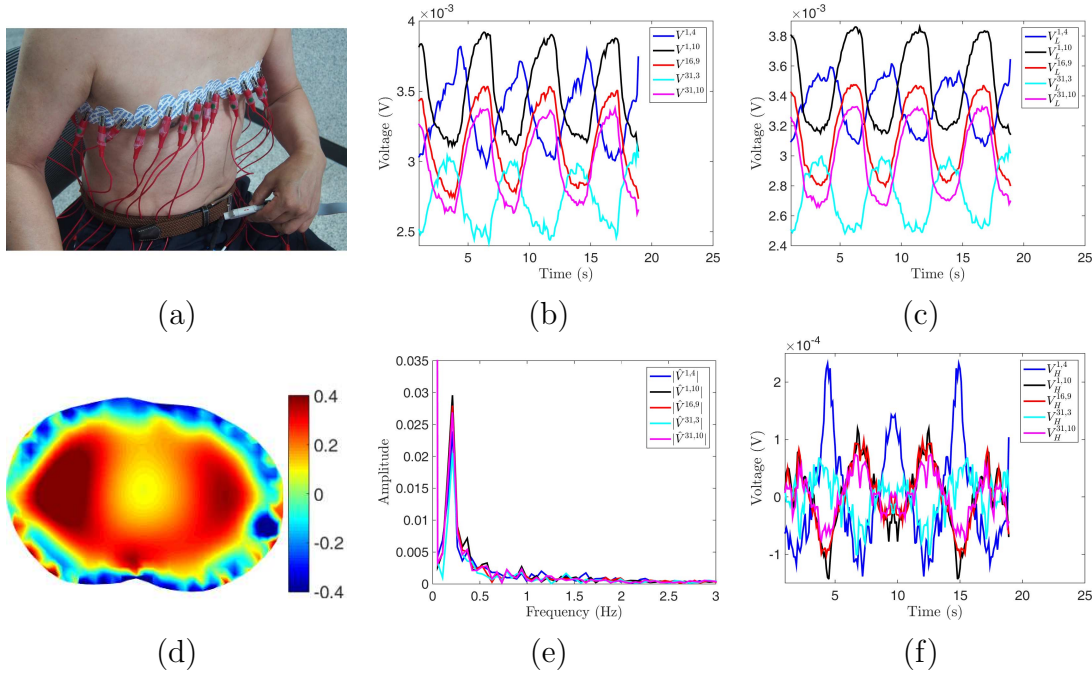 ×10⁻³
4
3.5
3
2.5
Voltage (V)
5 10 15 20 25
Time (s)
V^{1,4}
V^{1,10}
V^{16,9}
V^{31,3}
V^{31,10}
×10⁻³
3.8
3.6
3.4
3.2
3
2.8
2.6
2.4
Voltage (V)
5 10 15 20 25
Time (s)
V_L^{1,4}
V_L^{1,10}
V_L^{16,9}
V_L^{31,3}
V_L^{31,10}
(a)
(b)
(c)
0.4
0.2
0
-0.2
-0.4
0.035
0.03
0.025
0.02
0.015
0.01
0.005
0
Amplitude
0 0.5 1 1.5 2 2.5 3
Frequency (Hz)
|V̂^{1,4}|
|V̂^{1,10}|
|V̂^{16,9}|
|V̂^{31,3}|
|V̂^{31,10}|
×10⁻⁴
2
1
0
-1
Voltage (V)
5 10 15 20 25
Time (s)
V_H^{1,4}
V_H^{1,10}
V_H^{16,9}
V_H^{31,3}
V_H^{31,10}
(d)
(e)
(f)